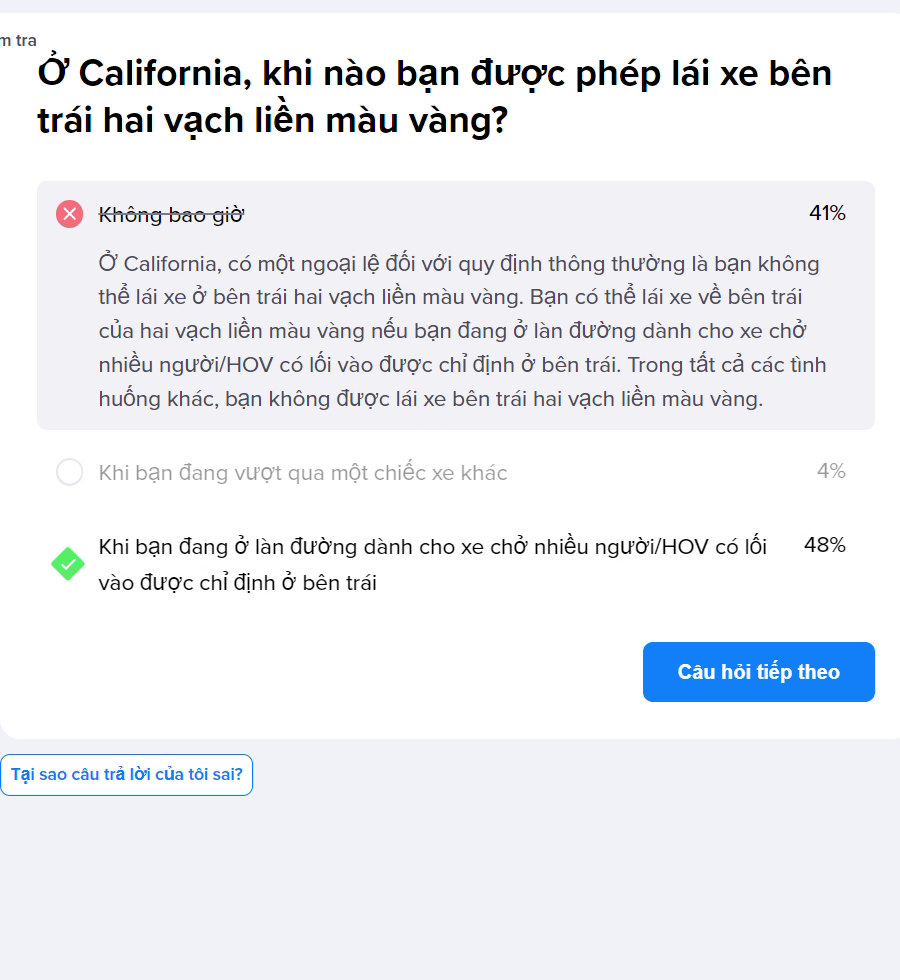 m tra
Ở California, khi nào bạn được phép lái xe bên
trái hai vạch liền màu vàng?
Không bao giờ 41%
Ở California, có một ngoại lệ đối với quy định thông thường là bạn không
thể lái xe ở bên trái hai vạch liền màu vàng. Bạn có thể lái xe về bên trái
của hai vạch liền màu vàng nếu bạn đang ở làn đường dành cho xe chở
nhiều người/HOV có lối vào được chỉ định ở bên trái. Trong tất cả các tình
huống khác, bạn không được lái xe bên trái hai vạch liền màu vàng.
Khi bạn đang vượt qua một chiếc xe khác 4%
Khi bạn đang ở làn đường dành cho xe chở nhiều người/HOV có lối 48%
vào được chỉ định ở bên trái
Câu hỏi tiếp theo
Tại sao câu trả lời của tôi sai?